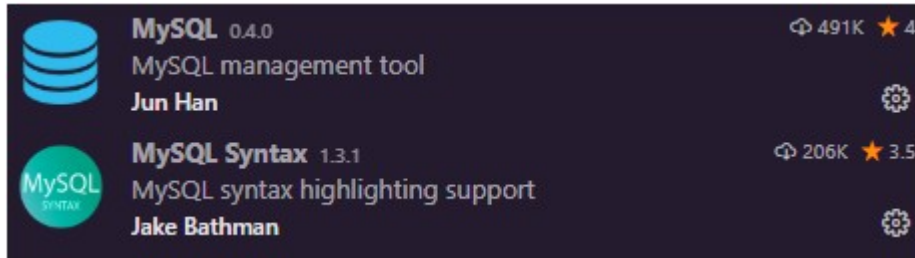 MySQL 0.4.0 491K ★ 4
MySQL management tool
Jun Han
MySQL Syntax 1.3.1 206K ★ 3.5
MySQL syntax highlighting support
Jake Bathman
MySQL
SYNTAX